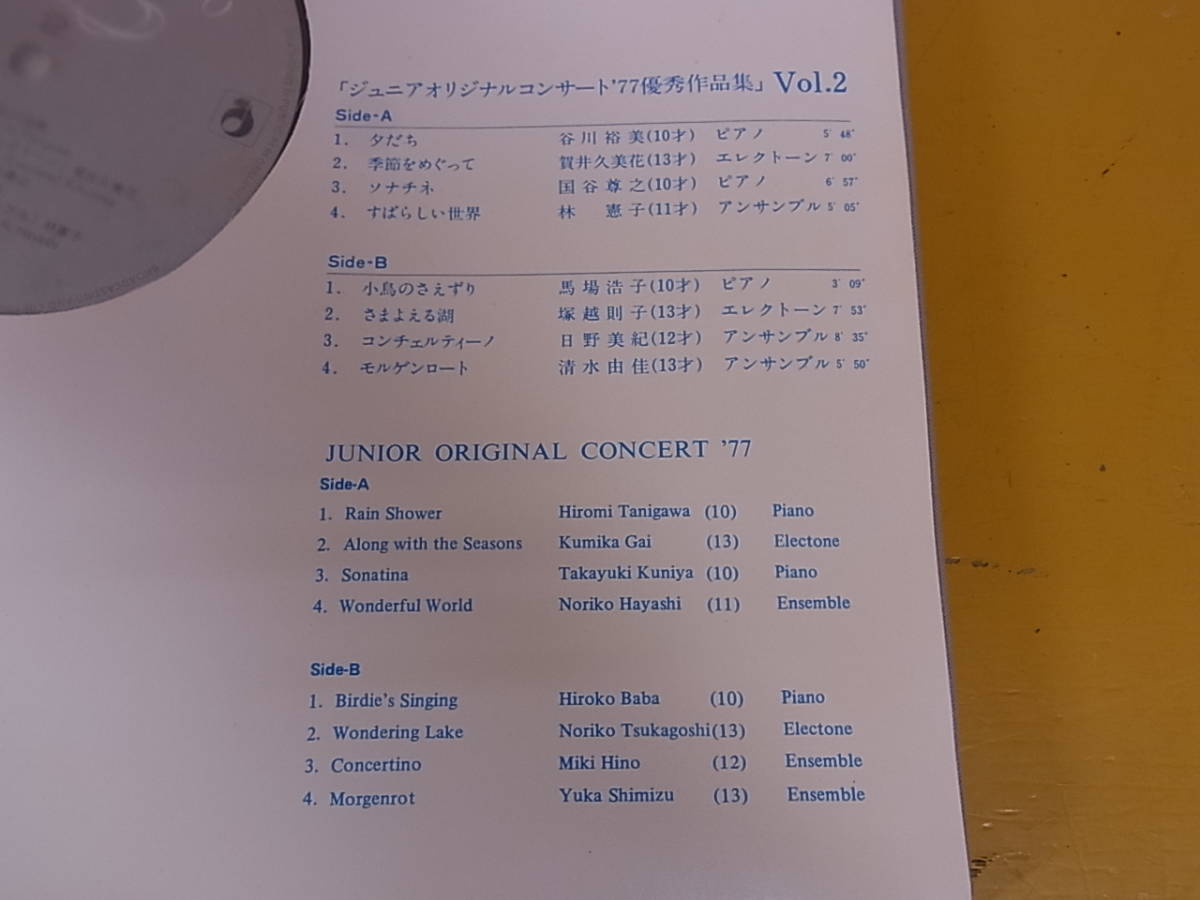 「ジュニアオリジナルコンサート'77優秀作品集」 Vol.2
Side-A
1. 夕だち 谷川裕美(10才) ピアノ 5′48″
2. 季節をめぐって 賀井久美花(13才) エレクトーン 7′00″
3. ソナチネ 国谷尊之(10才) ピアノ 6′57″
4. すばらしい世界 林 憲子(11才) アンサンブル 5′05″
Side-B
1. 小鳥のさえずり 馬場浩子(10才) ピアノ 3′09″
2. さまよえる湖 塚越則子(13才) エレクトーン 7′53″
3. コンチェルティーノ 日野美紀(12才) アンサンブル 8′35″
4. モルゲンロート 清水由佳(13才) アンサンブル 5′50″
JUNIOR ORIGINAL CONCERT '77
Side-A
1. Rain Shower Hiromi Tanigawa (10) Piano
2. Along with the Seasons Kumika Gai (13) Electone
3. Sonatina Takayuki Kuniya (10) Piano
4. Wonderful World Noriko Hayashi (11) Ensemble
Side-B
1. Birdie's Singing Hiroko Baba (10) Piano
2. Wondering Lake Noriko Tsukagoshi(13) Electone
3. Concertino Miki Hino (12) Ensemble
4. Morgenrot Yuka Shimizu (13) Ensemble